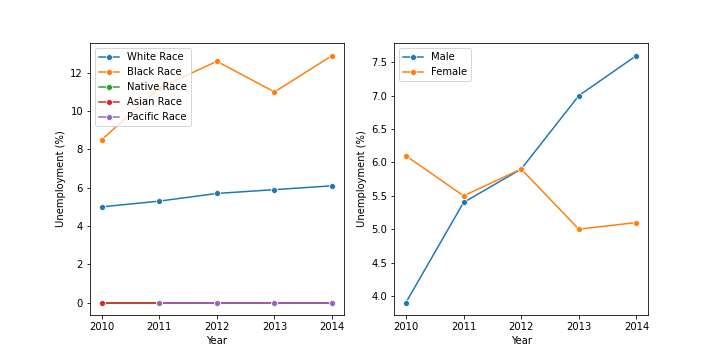 White Race
Black Race
Native Race
Asian Race
Pacific Race
12
10
8
6
4
2
0
Unemployment (%)
2010 2011 2012 2013 2014
Year
Male
Female
7.5
7.0
6.5
6.0
5.5
5.0
4.5
4.0
Unemployment (%)
2010 2011 2012 2013 2014
Year